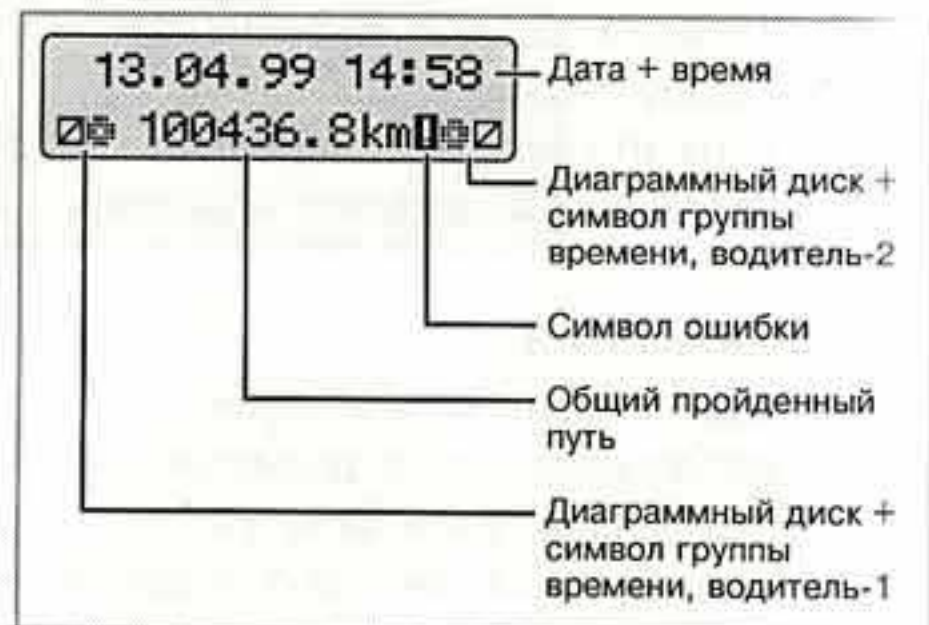 13.04.99 14:58
100436.8km
Дата + время
Диаграммный диск +
символ группы
времени, водитель-2
Символ ошибки
Общий пройденный
путь
Диаграммный диск +
символ группы
времени, водитель-1